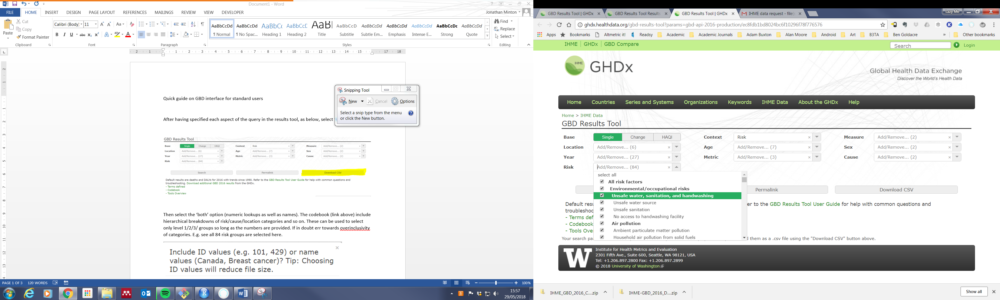 Document1 - Word
FILE HOME INSERT DESIGN PAGE LAYOUT REFERENCES MAILINGS REVIEW VIEW DEVELOPER
Jonathan Minton
Paste
Cut
Copy
Format Painter
Clipboard
Calibri (Body) 11
B I U abc x₂ x²
Font
Paragraph
AaBbCcDd AaBbCcDd AaBbCc AaBbCcD AaBl AaBbCcD AaBbCcDd AaBbCcDd AaBbCcDd AaBbCcDc AaBbCcDd
¶ Normal ¶ No Spac... Heading 1 Heading 2 Title Subtitle Subtle Em... Emphasis Intense E... Strong Quote
Styles
Find
Replace
Select
Editing
2 1 1 2 3 4 5 6 7 8 9 10 11 12 13 14 15 17 18
Quick guide on GBD interface for standard users
After having specified each aspect of the query in the results tool, as below, select
Snipping Tool
New Cancel Options
Select a snip type from the menu
or click the New button.
GBD Results Tool
Base Single Change HAQI Context Risk Measure Add/Remove... (2)
Location Add/Remove... (6) Age Add/Remove... (7) Sex Add/Remove... (2)
Year Add/Remove... (27) Metric Add/Remove... (3) Cause Add/Remove... (2)
Risk Add/Remove... (84)
Search Permalink Download CSV
Default results are deaths and DALYs for 2016 with trends since 1990. Refer to the GBD Results Tool User Guide for help with common questions and
troubleshooting. Download additional GBD 2016 results from the GHDx.
- Terms defined
- Codebook
- Tools Overview
Then select the ‘both’ option (numeric lookups as well as names). The codebook (link above) include
hierarchical breakdowns of risk/cause/location categories and so on. These can be used to select
only level 1/2/3/ groups so long as the numbers are provided. If in doubt err towards overinclusivity
of categories. E.g. see all 84 risk groups are selected here.
Include ID values (e.g. 101, 429) or name
values (Canada, Breast cancer)? Tip: Choosing
ID values will reduce file size.
PAGE 1 OF 3 120 WORDS
100%
15:57
29/05/2018
GBD Results Tool | GHDx
GBD Results Tool Results
GBD Results Tool | GHDx
IHME data request - file(s
Lazy Me
ghdx.healthdata.org/gbd-results-tool?params=gbd-api-2016-production/ec8fdb1bd8024bc6f10296f78f776576
Apps Bookmarks Altmetric it! Readsy Academic Academic Journals Adam Buxton Alan Moore Android Art B3TA Ben Goldacre » Other bookmarks
IHME GHDx GBD Compare
Search Login
IHME
GHDx
Global Health Data Exchange
Discover the World's Health Data
Home Countries Series and Systems Organizations Keywords IHME Data About the GHDx Help
Home > IHME Data
GBD Results Tool
Base Single Change HAQI Context Risk Measure Add/Remove... (2)
Location Add/Remove... (6) Age Add/Remove... (7) Sex Add/Remove... (2)
Year Add/Remove... (27) Metric Add/Remove... (3) Cause Add/Remove... (2)
Risk Add/Remove... (84)
select all
All risk factors
Environmental/occupational risks
Unsafe water, sanitation, and handwashing
Unsafe water source
Unsafe sanitation
No access to handwashing facility
Air pollution
Ambient particulate matter pollution
Household air pollution from solid fuels
Permalink Download CSV
Default resu er to the GBD Results Tool User Guide for help with common questions and
troubleshoo
- Terms def
- Codebook
- Tools Ove
Your search pa d them as a .csv file using the "Download CSV" button above.
W
Institute for Health Metrics and Evaluation
2301 Fifth Ave., Suite 600, Seattle, WA 98121, USA
Tel: +1.206.897.2800 Fax: +1.206.897.2899
© 2018 University of Washington
IHME_GBD_2016_C....zip
IHME-GBD_2016_D....zip
Show all